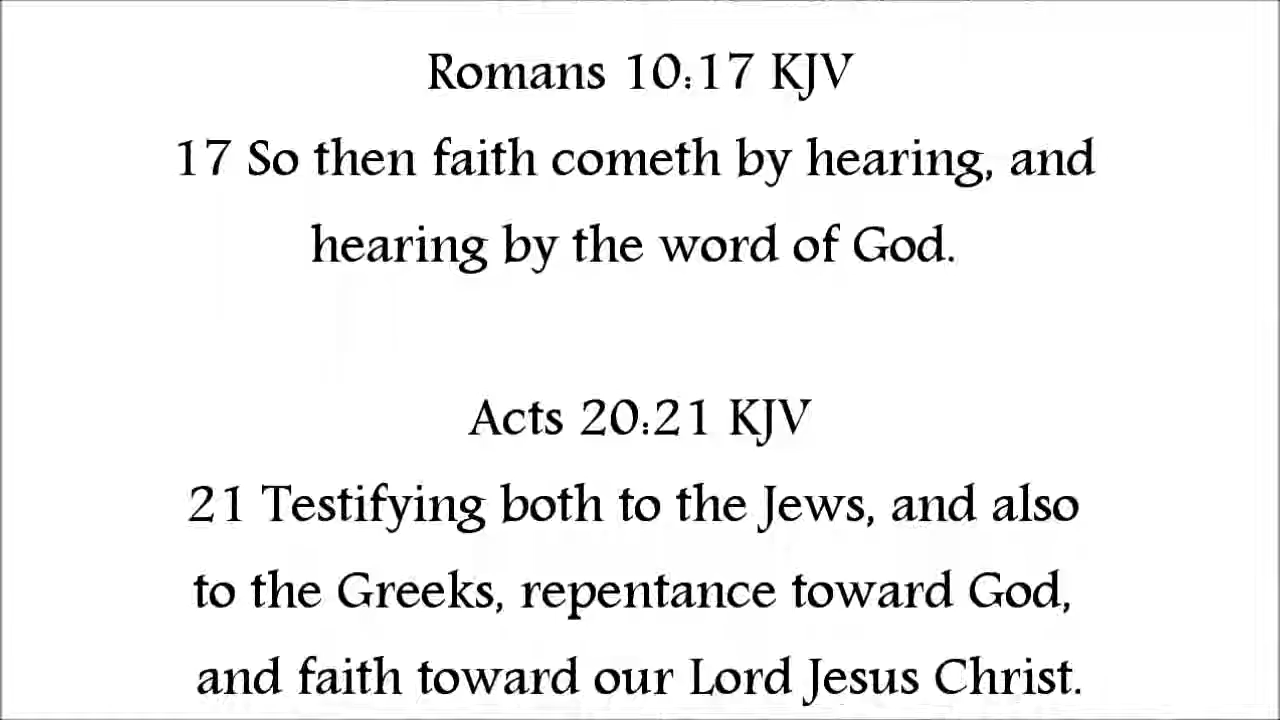 Romans 10:17 KJV
17 So then faith cometh by hearing, and
hearing by the word of God.
Acts 20:21 KJV
21 Testifying both to the Jews, and also
to the Greeks, repentance toward God,
and faith toward our Lord Jesus Christ.